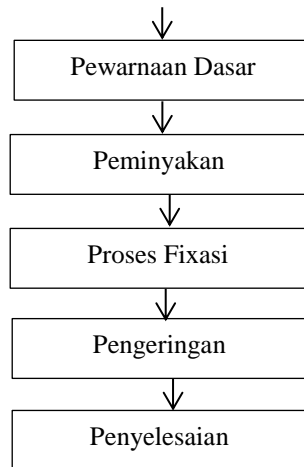 Pewarnaan Dasar
Peminyakan
Proses Fixasi
Pengeringan
Penyelesaian